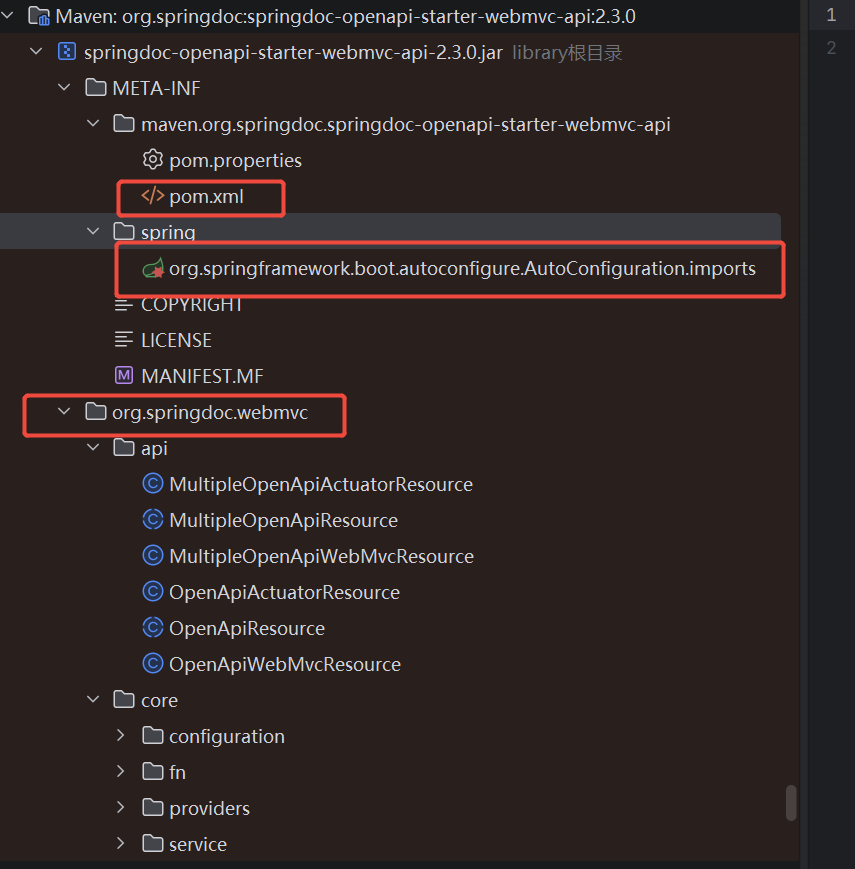 Maven: org.springdoc:springdoc-openapi-starter-webmvc-api:2.3.0
springdoc-openapi-starter-webmvc-api-2.3.0.jar library根目录
META-INF
maven.org.springdoc.springdoc-openapi-starter-webmvc-api
pom.properties
</> pom.xml
spring
org.springframework.boot.autoconfigure.AutoConfiguration.imports
COPYRIGHT
LICENSE
M MANIFEST.MF
org.springdoc.webmvc
api
C MultipleOpenApiActuatorResource
C MultipleOpenApiResource
C MultipleOpenApiWebMvcResource
C OpenApiActuatorResource
C OpenApiResource
C OpenApiWebMvcResource
core
configuration
fn
providers
service
1
2